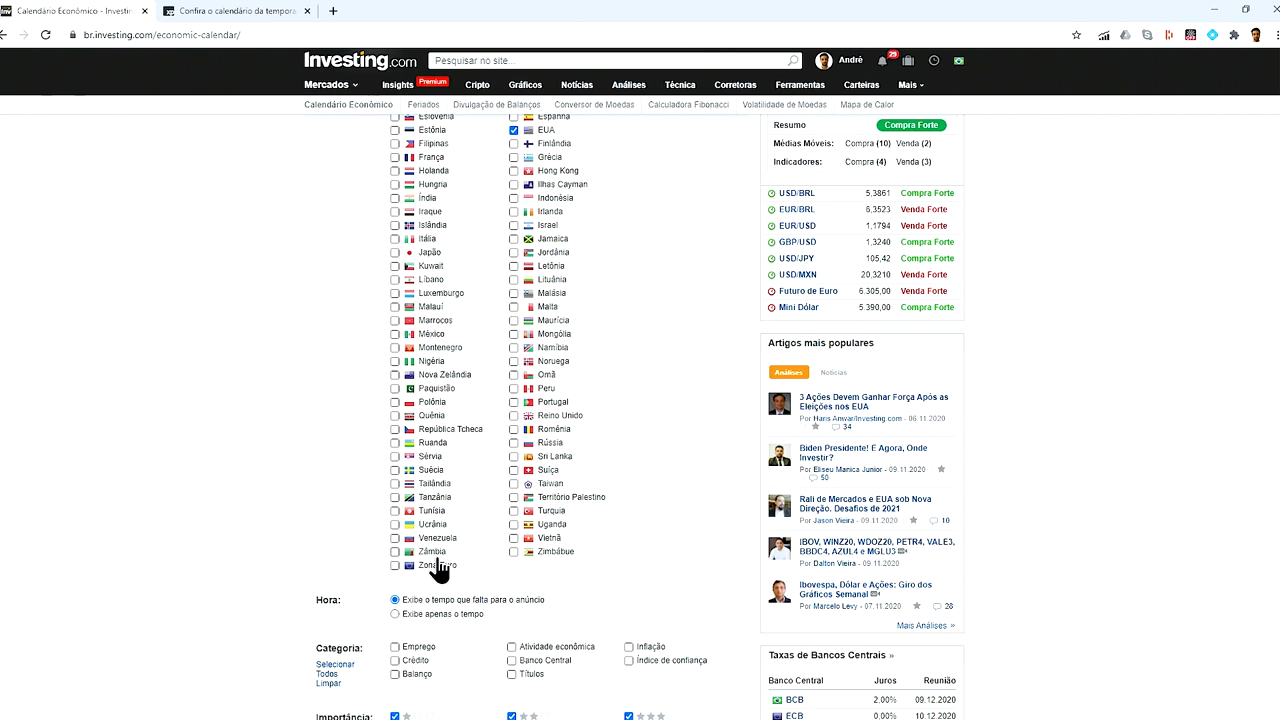 Calendário Econômico - Investin
Confira o calendário da tempora
br.investing.com/economic-calendar/
Investing.com
Pesquisar no site...
André
29
Mercados
Insights
Premium
Cripto
Gráficos
Notícias
Análises
Técnica
Corretoras
Ferramentas
Carteiras
Mais
Calendário Econômico
Feriados
Divulgação de Balanços
Conversor de Moedas
Calculadora Fibonacci
Volatilidade de Moedas
Mapa de Calor
Eslovenia Espanha
Estônia EUA
Filipinas Finlândia
França Grécia
Holanda Hong Kong
Hungria Ilhas Cayman
Índia Indonésia
Iraque Irlanda
Islândia Israel
Itália Jamaica
Japão Jordânia
Kuwait Letônia
Líbano Lituânia
Luxemburgo Malásia
Malauí Malta
Marrocos Maurícia
México Mongólia
Montenegro Namíbia
Nigéria Noruega
Nova Zelândia Omã
Paquistão Peru
Polônia Portugal
Quênia Reino Unido
República Tcheca Romênia
Ruanda Rússia
Sérvia Sri Lanka
Suécia Suíça
Tailândia Taiwan
Tanzânia Território Palestino
Tunísia Turquia
Ucrânia Uganda
Venezuela Vietnã
Zâmbia Zimbábue
Hora:
Exibe o tempo que falta para o anúncio
Exibe apenas o tempo
Categoria:
Selecionar
Todos
Limpar
Emprego Atividade econômica Inflação
Crédito Banco Central Índice de confiança
Balanço Títulos
Importância:
Resumo Compra Forte
Médias Móveis: Compra (10) Venda (2)
Indicadores: Compra (4) Venda (3)
USD/BRL 5,3861 Compra Forte
EUR/BRL 6,3523 Venda Forte
EUR/USD 1,1794 Venda Forte
GBP/USD 1,3240 Compra Forte
USD/JPY 105,42 Compra Forte
USD/MXN 20,3210 Venda Forte
Futuro de Euro 6.305,00 Venda Forte
Mini Dólar 5.390,00 Compra Forte
Artigos mais populares
Análises Notícias
3 Ações Devem Ganhar Força Após as
Eleições nos EUA
Por Haris Anwar/Investing.com - 06.11.2020
34
Biden Presidente! E Agora, Onde
Investir?
Por Eliseu Manica Junior - 09.11.2020
50
Rali de Mercados e EUA sob Nova
Direção. Desafios de 2021
Por Jason Vieira - 09.11.2020 10
IBOV, WINZ20, WDOZ20, PETR4, VALE3,
BBDC4, AZUL4 e MGLU3
Por Dalton Vieira - 09.11.2020
Ibovespa, Dólar e Ações: Giro dos
Gráficos Semanal
Por Marcelo Levy - 07.11.2020 28
Mais Análises »
Taxas de Bancos Centrais »
Banco Central Juros Reunião
BCB 2,00% 09.12.2020
ECB 0,00% 10.12.2020